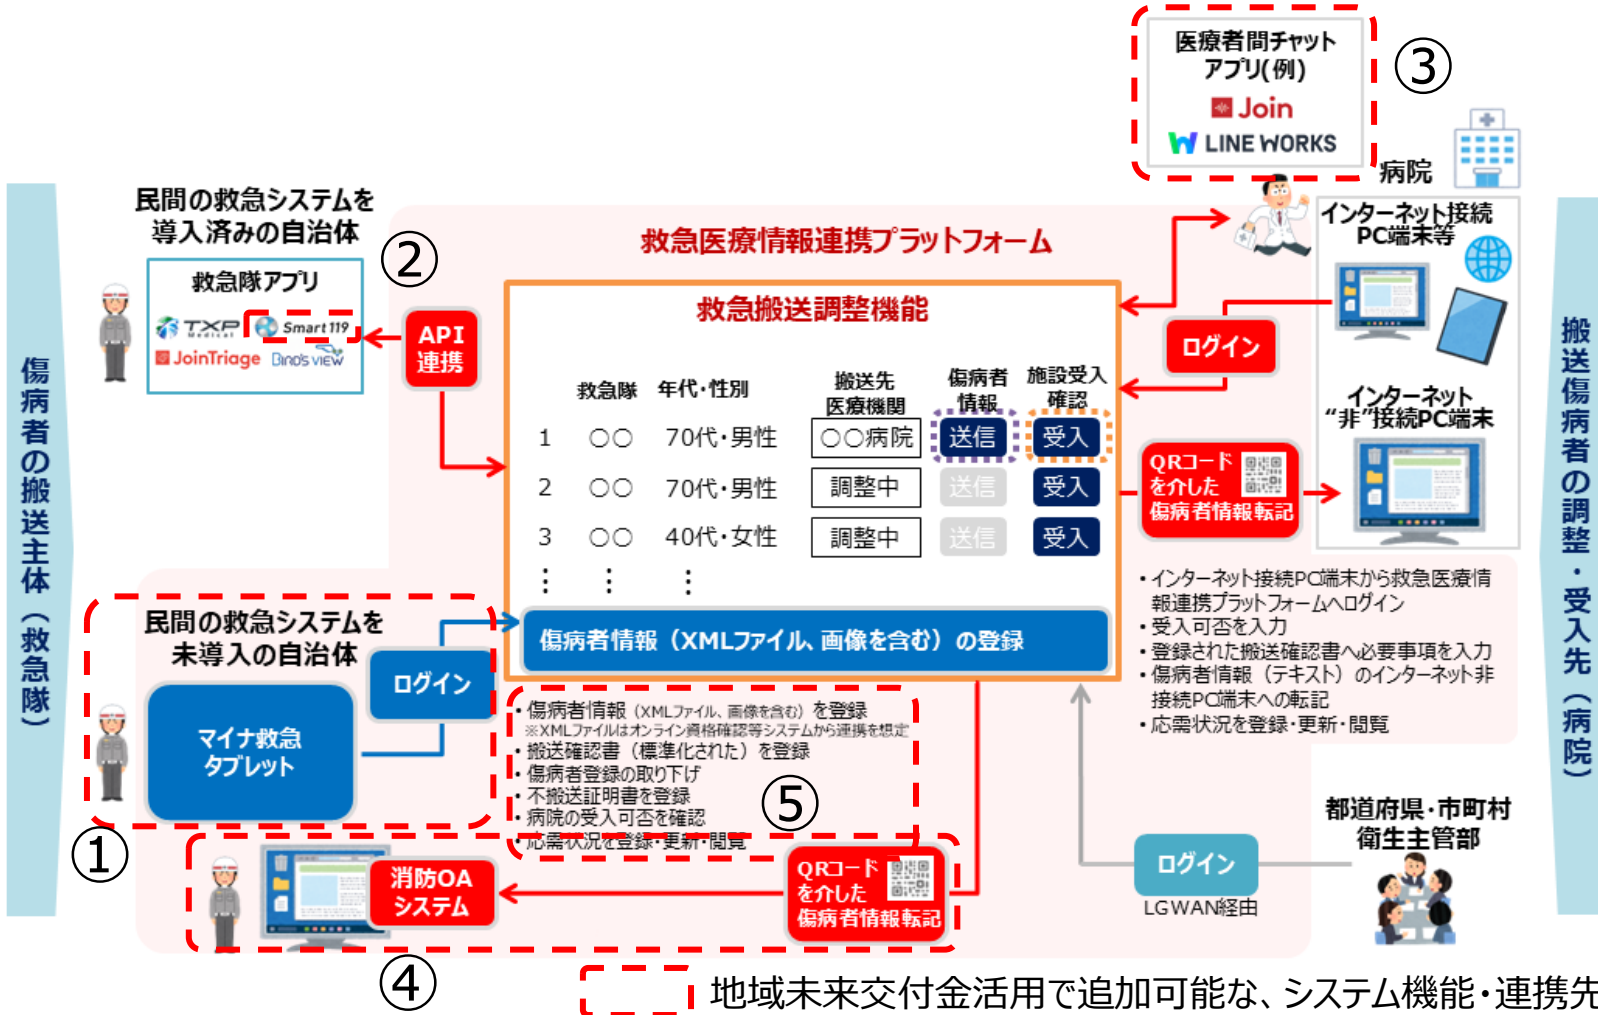 医療者間チャット
アプリ(例)
Join
LINE WORKS
③
病院
民間の救急システムを
導入済みの自治体
②
救急隊アプリ
TXP
Medical
Smart119
JoinTriage
BIRD'S VIEW
API
連携
救急医療情報連携プラットフォーム
救急搬送調整機能
救急隊
年代・性別
搬送先
医療機関
傷病者
情報
施設受入
確認
1 ○○ 70代・男性 ○○病院 送信 受入
2 ○○ 70代・男性 調整中 送信 受入
3 ○○ 40代・女性 調整中 送信 受入
⋮ ⋮ ⋮
傷病者情報(XMLファイル、画像を含む)の登録
インターネット接続
PC端末等
ログイン
インターネット
“非”接続PC端末
QRコード
を介した
傷病者情報転記
・インターネット接続PC端末から救急医療情
報連携プラットフォームへログイン
・受入可否を入力
・登録された搬送確認書へ必要事項を入力
・傷病者情報(テキスト)のインターネット非
接続PC端末への転記
・応需状況を登録・更新・閲覧
傷病者の搬送主体(救急隊)
搬送傷病者の調整・受入先(病院)
民間の救急システムを
未導入の自治体
ログイン
マイナ救急
タブレット
①
・傷病者情報(XMLファイル、画像を含む)を登録
※XMLファイルはオンライン資格確認等システムから連携を想定
・搬送確認書(標準化された)を登録
・傷病者登録の取り下げ
・不搬送証明書を登録
・病院の受入可否を確認
・応需状況を登録・更新・閲覧
⑤
消防OA
システム
QRコード
を介した
傷病者情報転記
④
都道府県・市町村
衛生主管部
ログイン
LGWAN経由
地域未来交付金活用で追加可能な、システム機能・連携先